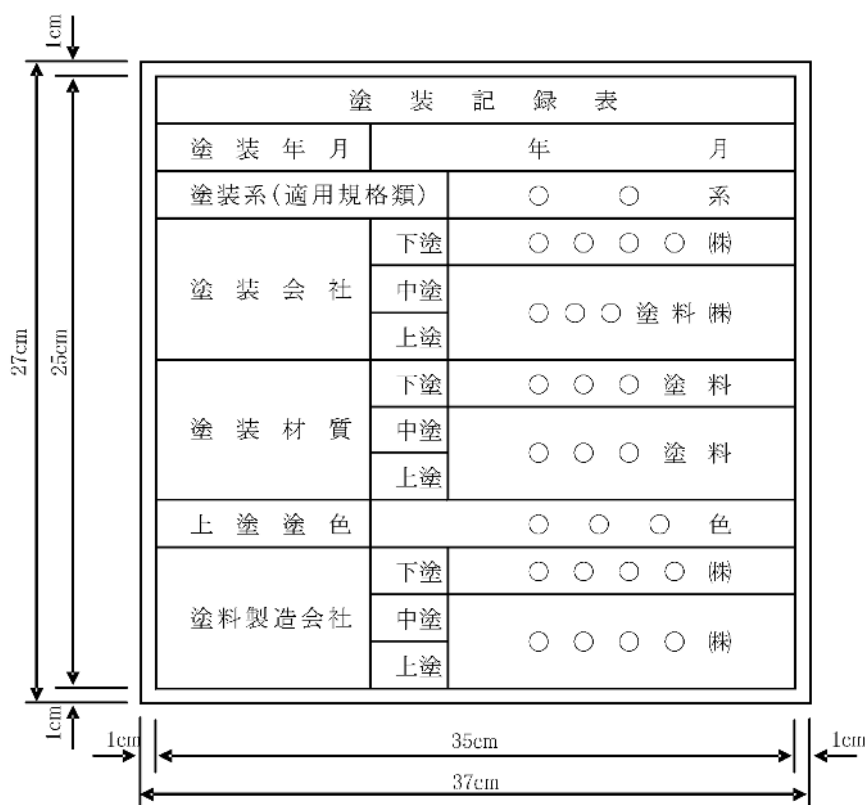 1cm
27cm
25cm
塗装記録表
塗装年月 年 月
塗装系(適用規格類) ○ ○ 系
塗装会社 下塗 ○○○○㈱
中塗 ○○○塗料㈱
上塗
塗装材質 下塗 ○○○塗料
中塗 ○○○塗料
上塗
上塗塗色 ○○○色
塗料製造会社 下塗 ○○○○㈱
中塗 ○○○○㈱
上塗
1cm
1cm 35cm 1cm
37cm